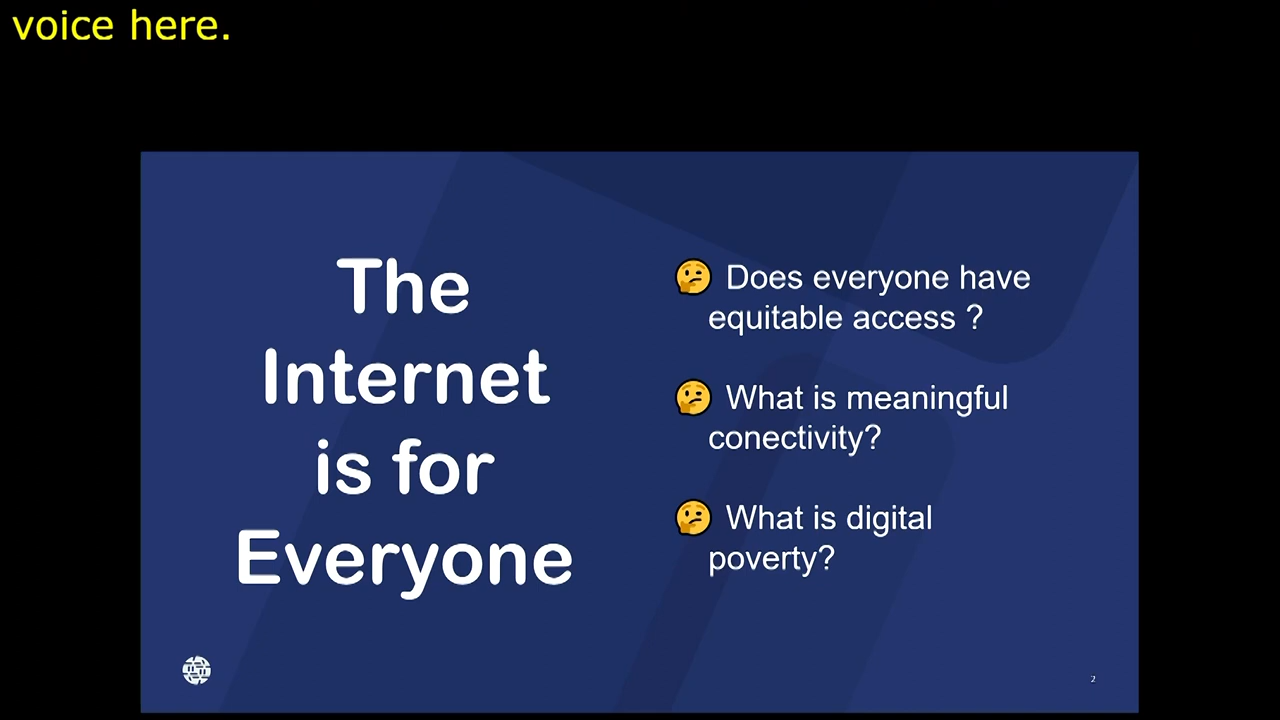 voice here.
The
Internet
is for
Everyone
🤔 Does everyone have
equitable access ?
🤔 What is meaningful
conectivity?
🤔 What is digital
poverty?
2